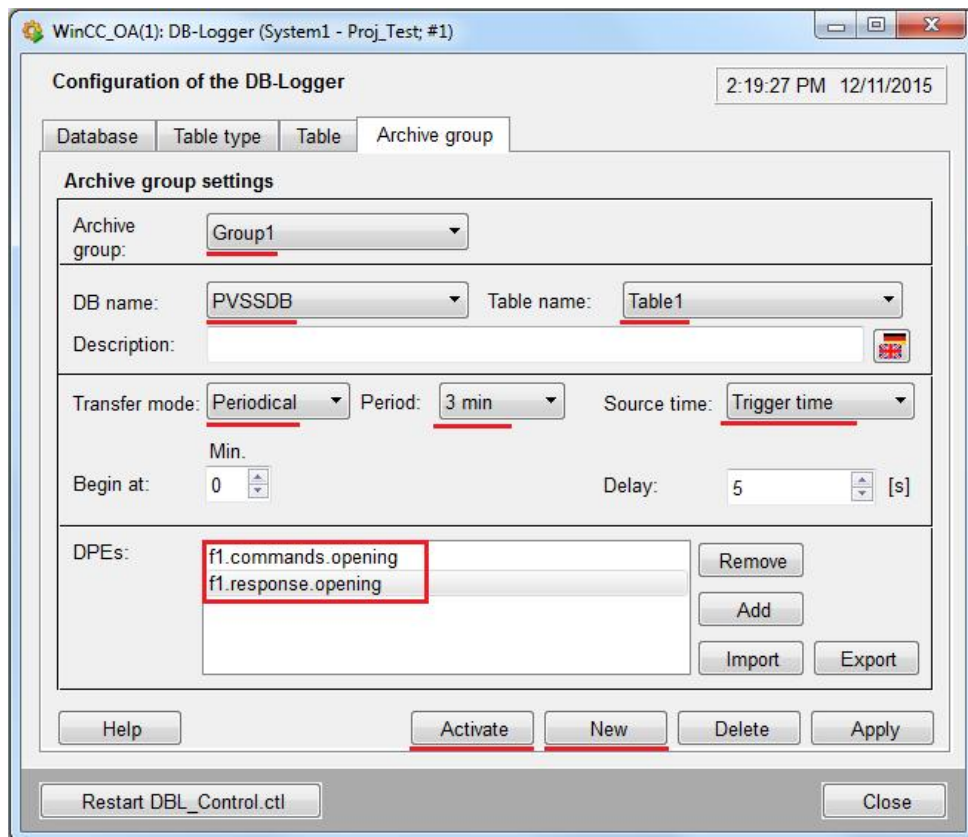 WinCC_OA(1): DB-Logger (System1 - Proj_Test; #1)
Configuration of the DB-Logger
2:19:27 PM 12/11/2015
Database Table type Table Archive group
Archive group settings
Archive
group:
Group1
DB name: PVSSDB Table name: Table1
Description:
Transfer mode: Periodical Period: 3 min Source time: Trigger time
Min.
Begin at: 0 Delay: 5 [s]
DPEs:
f1.commands.opening
f1.response.opening
Remove
Add
Import Export
Help Activate New Delete Apply
Restart DBL_Control.ctl Close